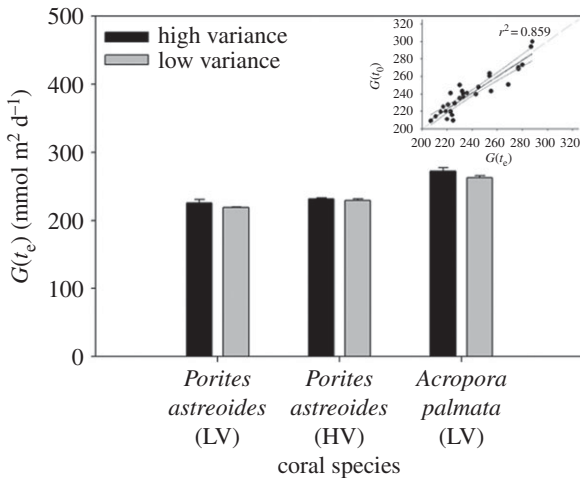 500
400
300
200
100
0
G(tₑ) (mmol m² d⁻¹)
high variance
low variance
r² = 0.859
320
300
280
260
240
220
200
G(t₀)
200 220 240 260 280 300 320
G(tₑ)
Porites astreoides (LV)
Porites astreoides (HV)
Acropora palmata (LV)
coral species